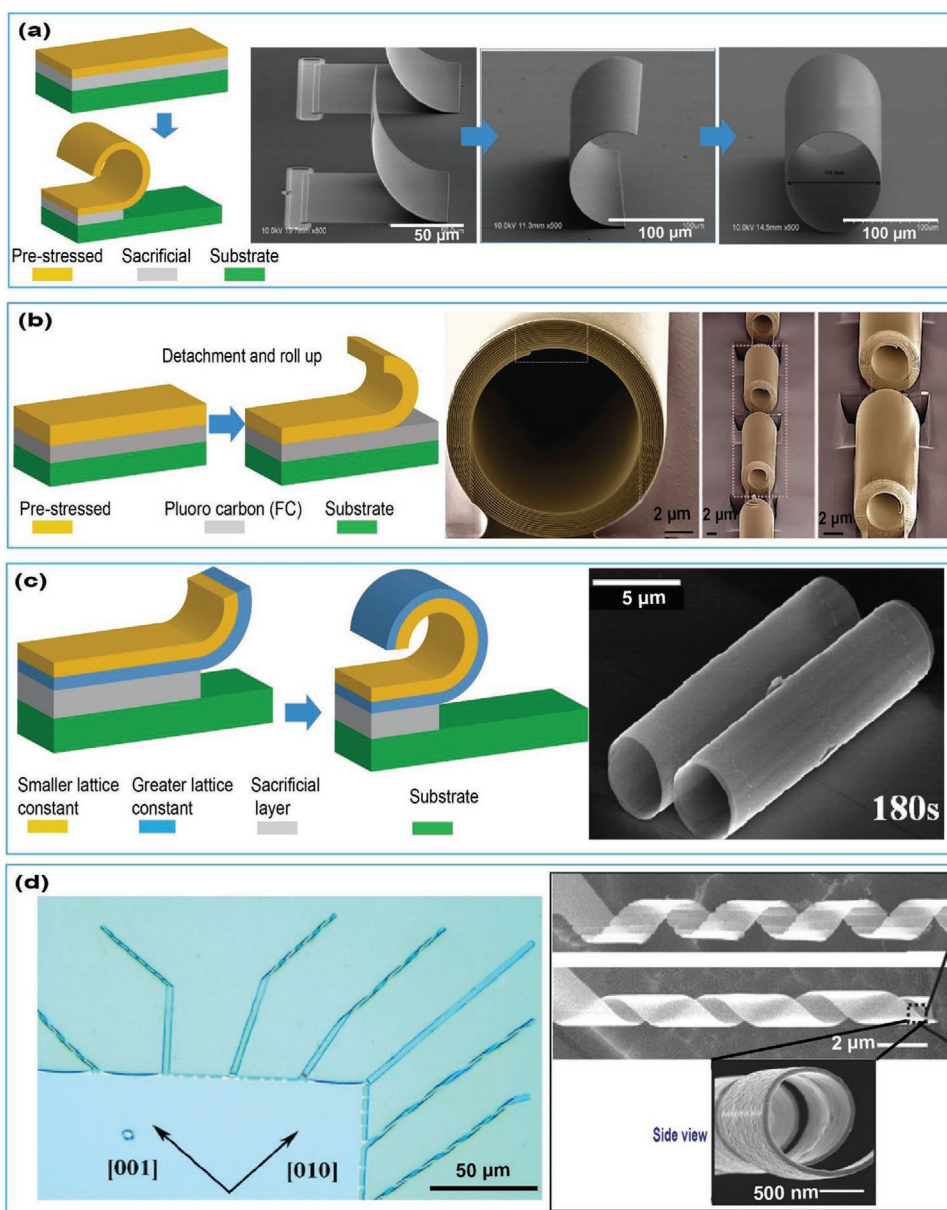 (a)
Pre-stressed Sacrificial Substrate
50 µm
100 µm
100 µm
(b)
Detachment and roll up
Pre-stressed Pluoro carbon (FC) Substrate
2 µm
2 µm
2 µm
(c)
Smaller lattice constant
Greater lattice constant
Sacrificial layer
Substrate
5 µm
180s
(d)
[001] [010]
50 µm
2 µm
Side view
500 nm